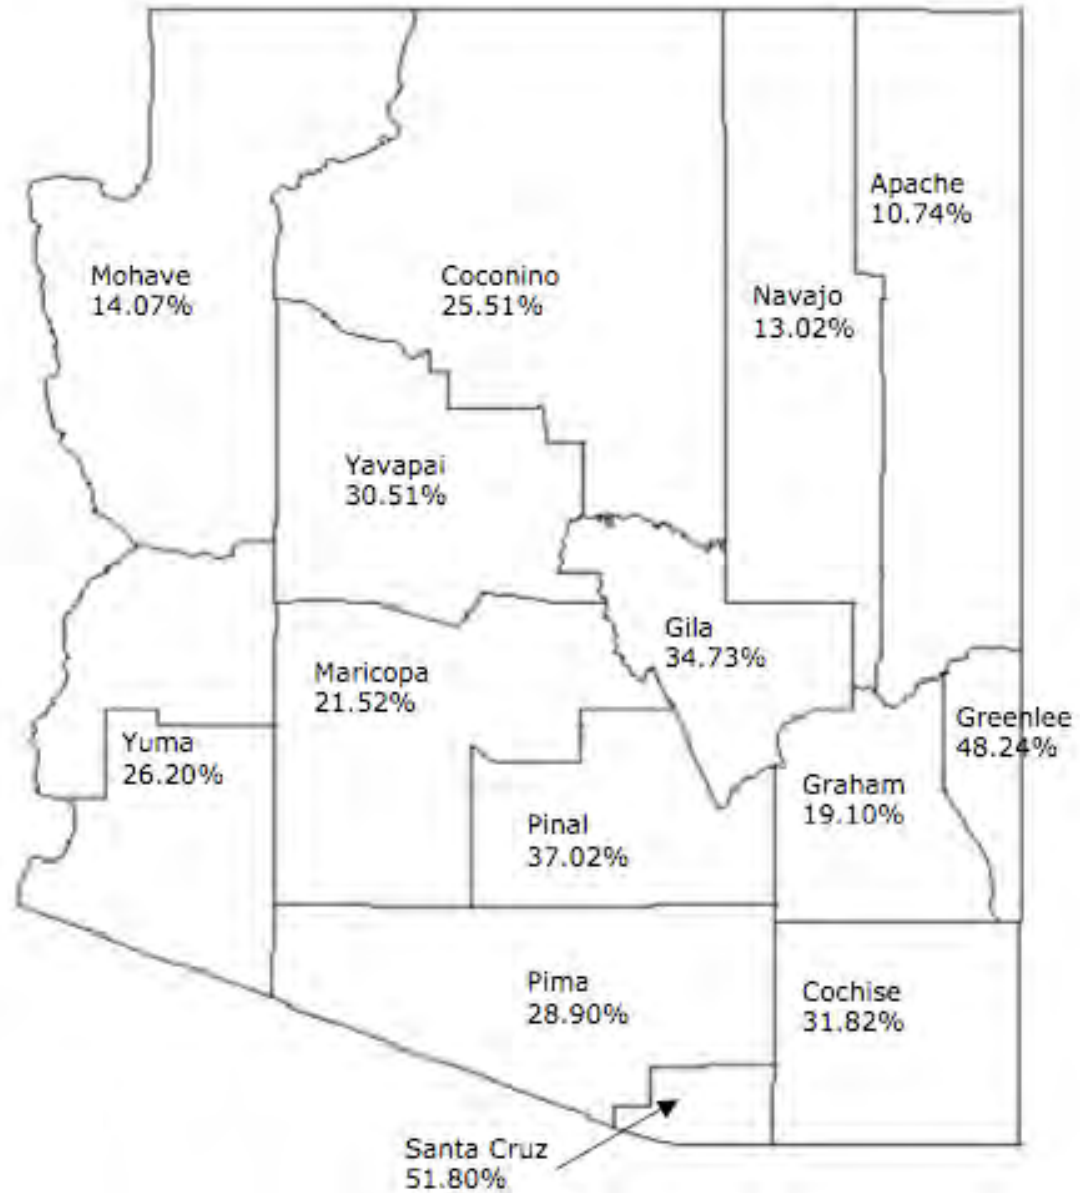 Apache
10.74%
Mohave
14.07%
Coconino
25.51%
Navajo
13.02%
Yavapai
30.51%
Gila
34.73%
Maricopa
21.52%
Greenlee
48.24%
Yuma
26.20%
Graham
19.10%
Pinal
37.02%
Pima
28.90%
Cochise
31.82%
Santa Cruz
51.80%